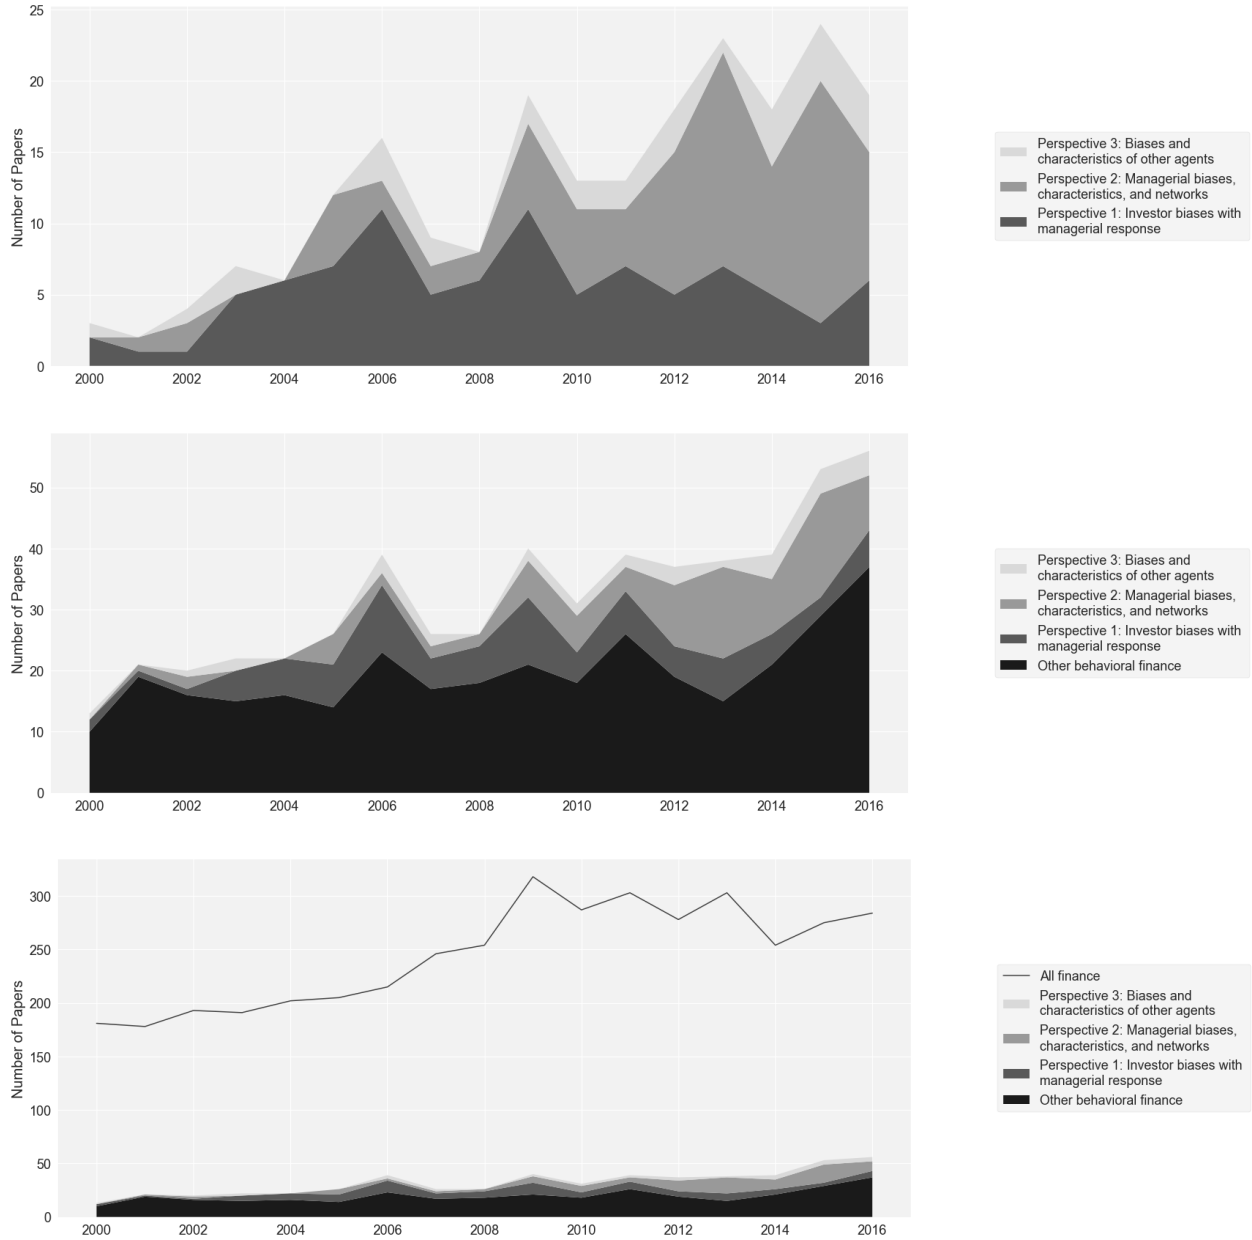 25
20
15
10
5
0
Number of Papers
2000 2002 2004 2006 2008 2010 2012 2014 2016
Perspective 3: Biases and
characteristics of other agents
Perspective 2: Managerial biases,
characteristics, and networks
Perspective 1: Investor biases with
managerial response
50
40
30
20
10
0
Number of Papers
2000 2002 2004 2006 2008 2010 2012 2014 2016
Perspective 3: Biases and
characteristics of other agents
Perspective 2: Managerial biases,
characteristics, and networks
Perspective 1: Investor biases with
managerial response
Other behavioral finance
300
250
200
150
100
50
0
Number of Papers
2000 2002 2004 2006 2008 2010 2012 2014 2016
All finance
Perspective 3: Biases and
characteristics of other agents
Perspective 2: Managerial biases,
characteristics, and networks
Perspective 1: Investor biases with
managerial response
Other behavioral finance